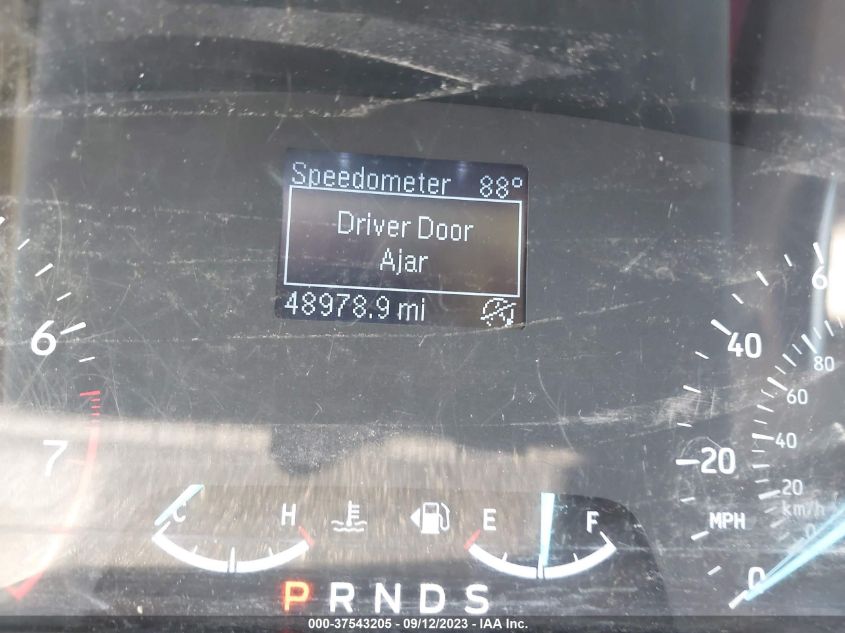 Speedometer 88°
Driver Door
Ajar
48978.9 mi
6
7
6
40
20
0
80
60
40
20
0
MPH
km/h
C H
E F
P R N D S
000-37543205 - 09/12/2023 - IAA Inc.